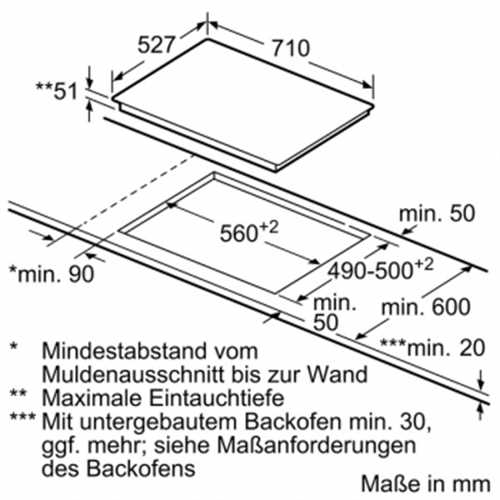 527
710
**51
min. 50
560+2
490-500+2
*min. 90
min.
50
min. 600
***min. 20
* Mindestabstand vom
Muldenausschnitt bis zur Wand
** Maximale Eintauchtiefe
*** Mit untergebautem Backofen min. 30,
ggf. mehr; siehe Maßanforderungen
des Backofens
Maße in mm